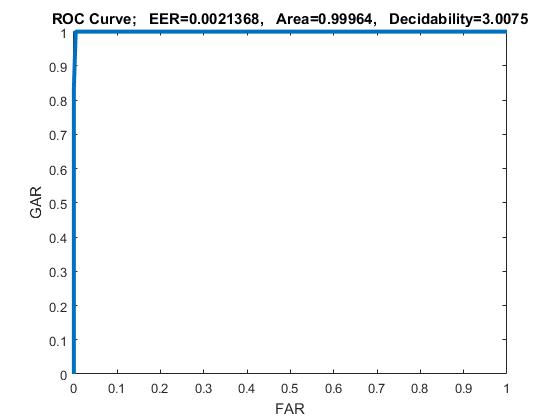 ROC Curve; EER=0.0021368, Area=0.99964, Decidability=3.0075
1
0.9
0.8
0.7
0.6
0.5
0.4
0.3
0.2
0.1
0
GAR
0 0.1 0.2 0.3 0.4 0.5 0.6 0.7 0.8 0.9 1
FAR